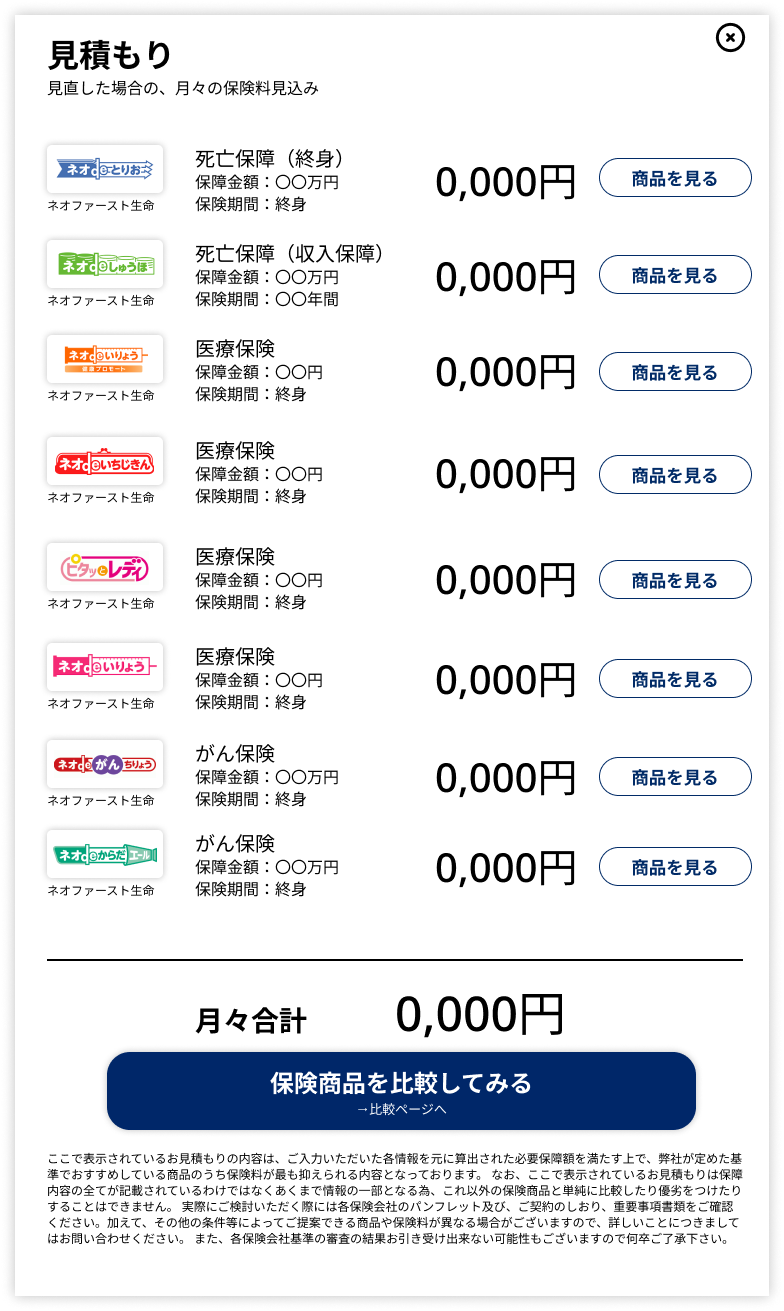 見積もり
見直した場合の、月々の保険料見込み
ネオdeとりお
ネオファースト生命
死亡保障（終身）
保障金額：〇〇万円
保険期間：終身
0,000円
商品を見る
ネオdeしゅうほ
ネオファースト生命
死亡保障（収入保障）
保障金額：〇〇万円
保険期間：〇〇年間
0,000円
商品を見る
ネオdeいりょう
健康プロモート
ネオファースト生命
医療保険
保障金額：〇〇円
保険期間：終身
0,000円
商品を見る
ネオdeいちじきん
ネオファースト生命
医療保険
保障金額：〇〇円
保険期間：終身
0,000円
商品を見る
ピタッとレディ
ネオファースト生命
医療保険
保障金額：〇〇円
保険期間：終身
0,000円
商品を見る
ネオdeいりょう
ネオファースト生命
医療保険
保障金額：〇〇円
保険期間：終身
0,000円
商品を見る
ネオdeがんちりょう
ネオファースト生命
がん保険
保障金額：〇〇万円
保険期間：終身
0,000円
商品を見る
ネオdeからだエール
ネオファースト生命
がん保険
保障金額：〇〇万円
保険期間：終身
0,000円
商品を見る
月々合計
0,000円
保険商品を比較してみる
→比較ページへ
ここで表示されているお見積もりの内容は、ご入力いただいた各情報を元に算出された必要保障額を満たす上で、弊社が定めた基
準でおすすめしている商品のうち保険料が最も抑えられる内容となっております。 なお、ここで表示されているお見積もりは保障
内容の全てが記載されているわけではなくあくまで情報の一部となる為、これ以外の保険商品と単純に比較したり優劣をつけたり
することはできません。 実際にご検討いただく際には各保険会社のパンフレット及び、ご契約のしおり、重要事項書類をご確認
ください。加えて、その他の条件等によってご提案できる商品や保険料が異なる場合がございますので、詳しいことにつきまして
はお問い合わせください。 また、各保険会社基準の審査の結果お引き受け出来ない可能性もございますので何卒ご了承下さい。